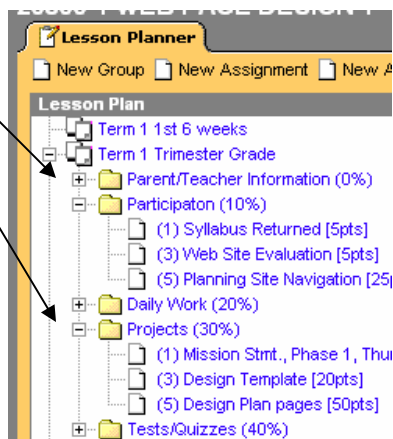 Lesson Planner
New Group New Assignment New
Lesson Plan
Term 1 1st 6 weeks
Term 1 Trimester Grade
Parent/Teacher Information (0%)
Participaton (10%)
(1) Syllabus Returned [5pts]
(3) Web Site Evaluation [5pts]
(5) Planning Site Navigation [25
Daily Work (20%)
Projects (30%)
(1) Mission Stmt., Phase 1,
(3) Design Template [20pts]
(5) Design Plan pages [50pts]
Tests/Quizzes (40%)